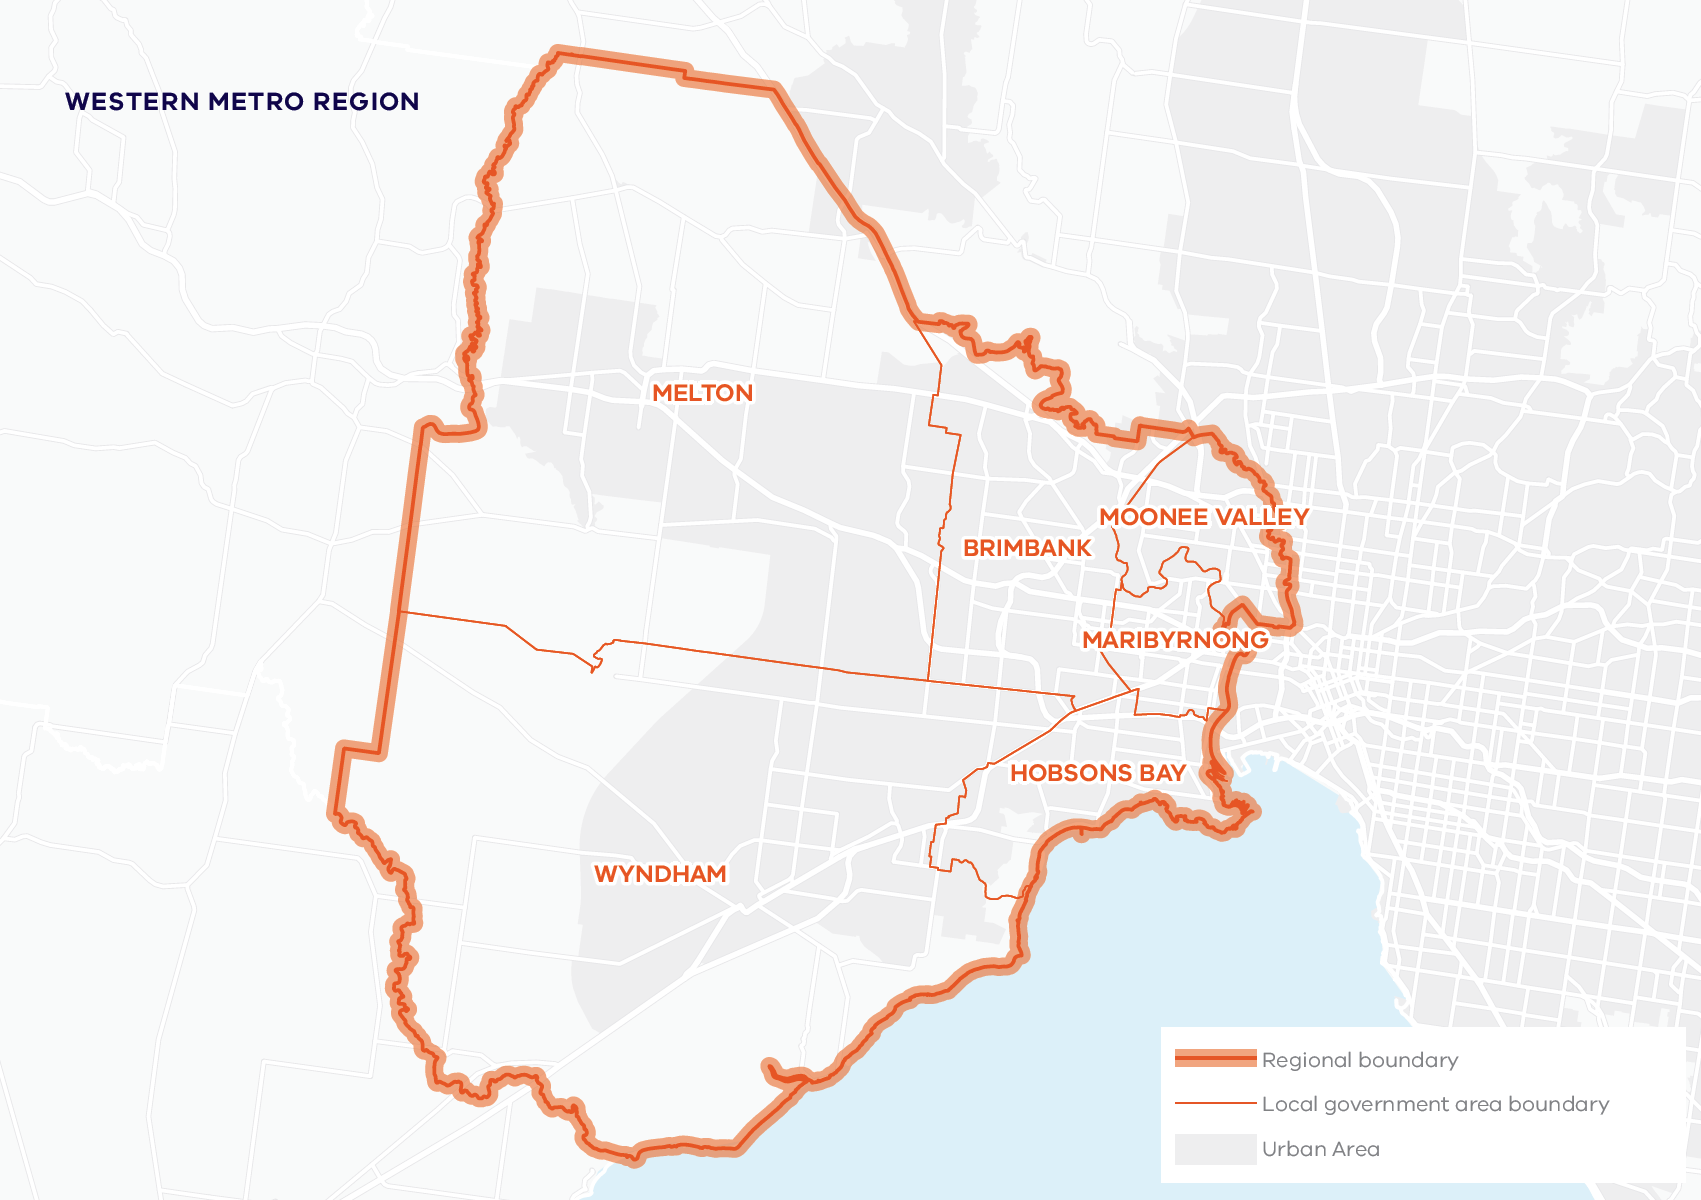 WESTERN METRO REGION
MELTON
MOONEE VALLEY
BRIMBANK
MARIBYRNONG
HOBSONS BAY
WYNDHAM
Regional boundary
Local government area boundary
Urban Area